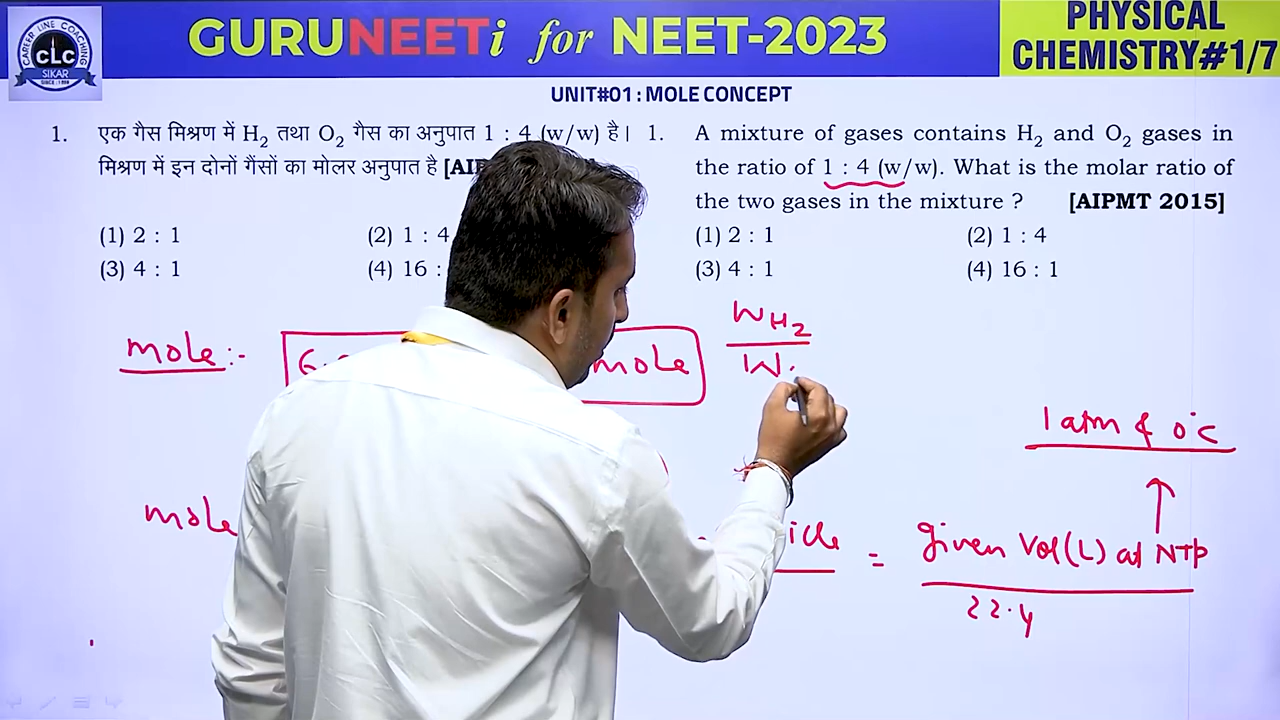 GURUNEETi for NEET-2023
PHYSICAL
CHEMISTRY#1/7
CAREER LINE COACHING
CLC
SIKAR
UNIT#01 : MOLE CONCEPT
1. एक गैस मिश्रण में H₂ तथा O₂ गैस का अनुपात 1 : 4 (w/w) है।
मिश्रण में इन दोनों गैंसों का मोलर अनुपात है
(1) 2 : 1 (2) 1 : 4
(3) 4 : 1 (4) 16 :
1. A mixture of gases contains H₂ and O₂ gases in
the ratio of 1 : 4 (w/w). What is the molar ratio of
the two gases in the mixture ? [AIPMT 2015]
(1) 2 : 1 (2) 1 : 4
(3) 4 : 1 (4) 16 : 1
mole :-
mole
W H₂
W
1 atm & 0°C
mole
= given Vol(L) at NTP
22.4